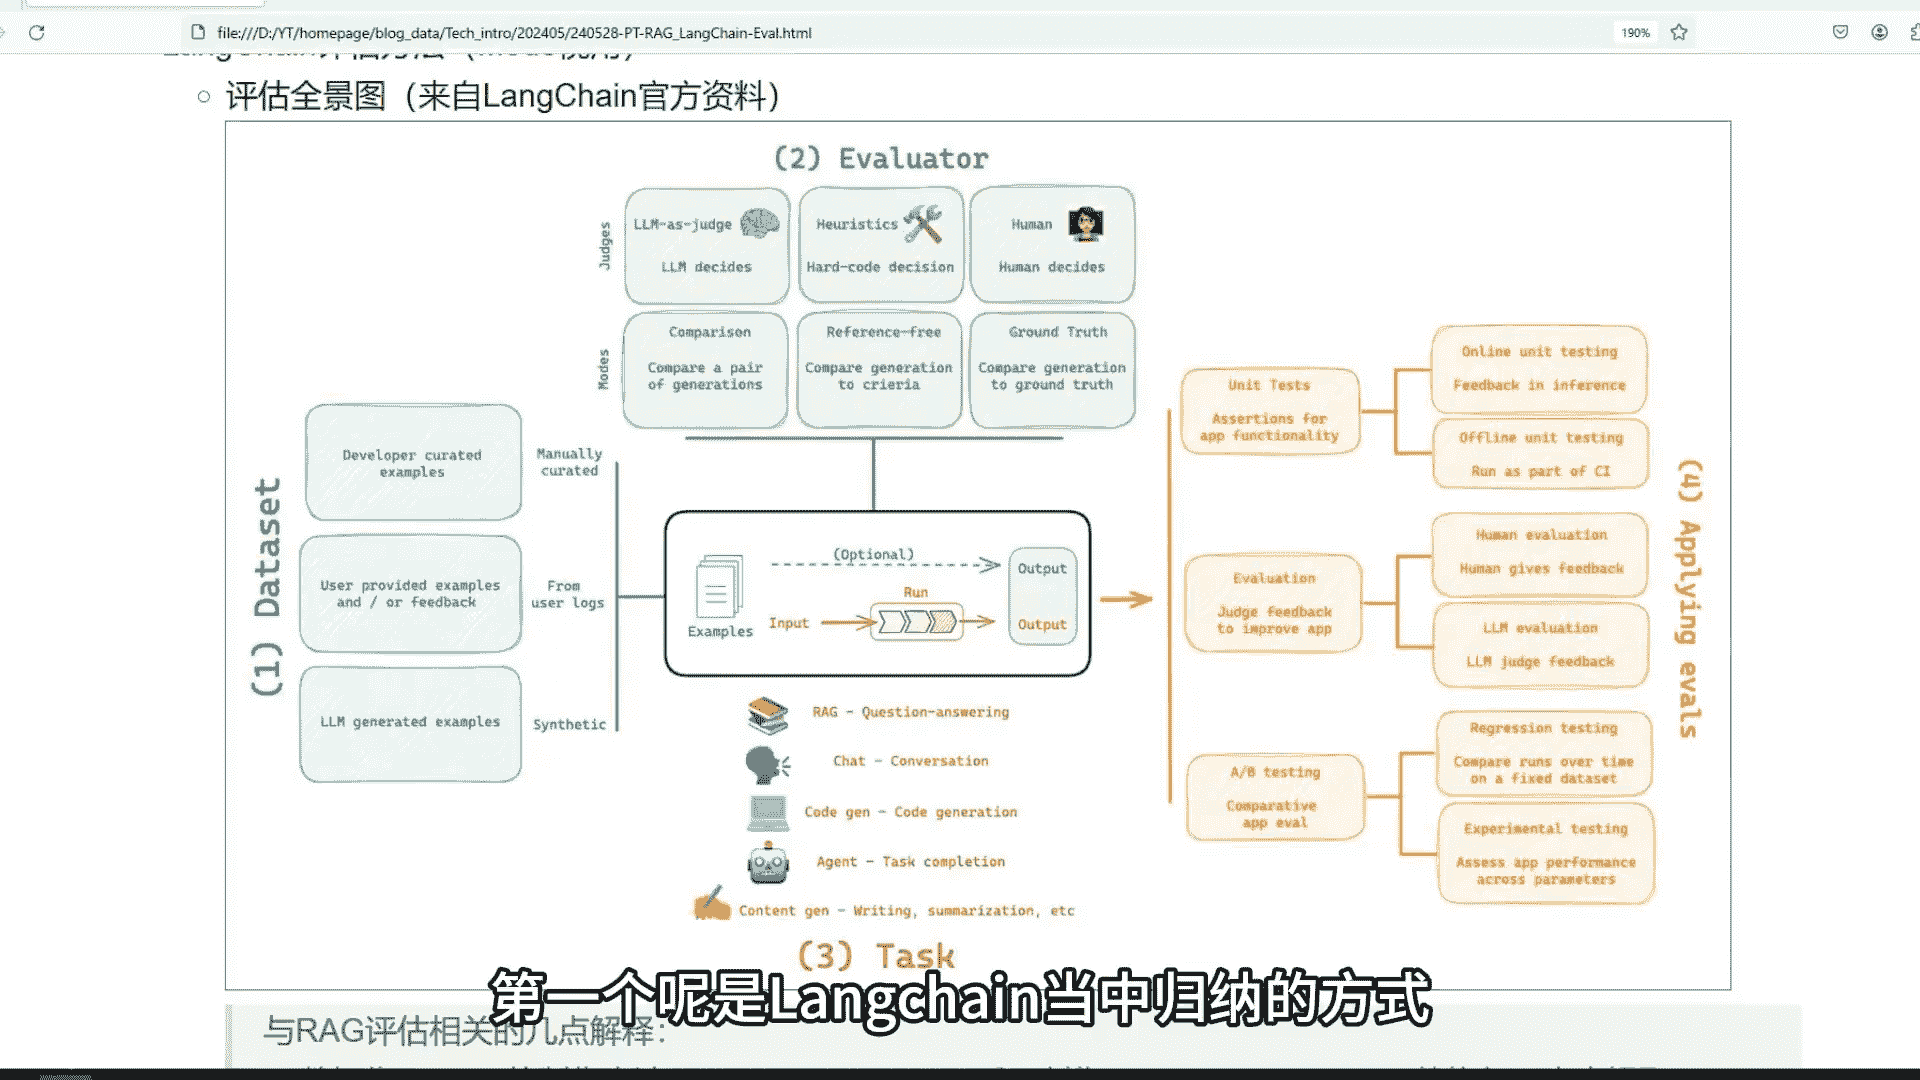 file:///D:/YT/homepage/blog_data/Tech_intro/202405/240528-PT-RAG_LangChain-Eval.html
190%
评估全景图（来自LangChain官方资料）
(2) Evaluator
Judges
LLM-as-judge
LLM decides
Heuristics
Hard-code decision
Human
Human decides
Modes
Comparison
Compare a pair
of generations
Reference-free
Compare generation
to crieria
Ground Truth
Compare generation
to ground truth
(1) Dataset
Developer curated
examples
Manually
curated
User provided examples
and / or feedback
From
user logs
LLM generated examples
Synthetic
Examples
(Optional)
Input
Run
Output
Output
RAG - Question-answering
Chat - Conversation
Code gen - Code generation
Agent - Task completion
Content gen - Writing, summarization, etc
(3) Task
Unit Tests
Assertions for
app functionality
Online unit testing
Feedback in inference
Offline unit testing
Run as part of CI
Evaluation
Judge feedback
to improve app
Human evaluation
Human gives feedback
LLM evaluation
LLM judge feedback
A/B testing
Comparative
app eval
Regression testing
Compare runs over time
on a fixed dataset
Experimental testing
Assess app performance
across parameters
(4) Applying evals
第一个呢是Langchain当中归纳的方式
与RAG评估相关的几点解释：